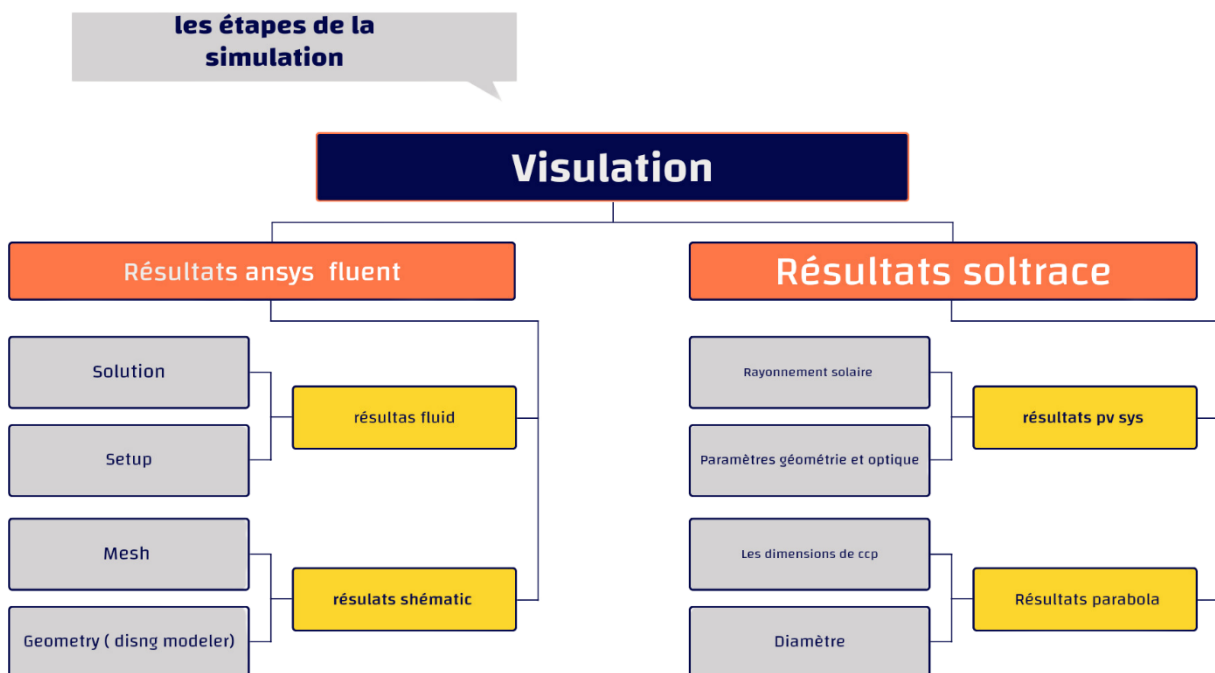 les étapes de la
simulation
Visulation
Résultats ansys fluent
Résultats soltrace
Solution
Setup
résultas fluid
Mesh
Geometry ( disng modeler)
résulats shématic
Rayonnement solaire
Paramètres géométrie et optique
résultats pv sys
Les dimensions de ccp
Diamètre
Résultats parabola